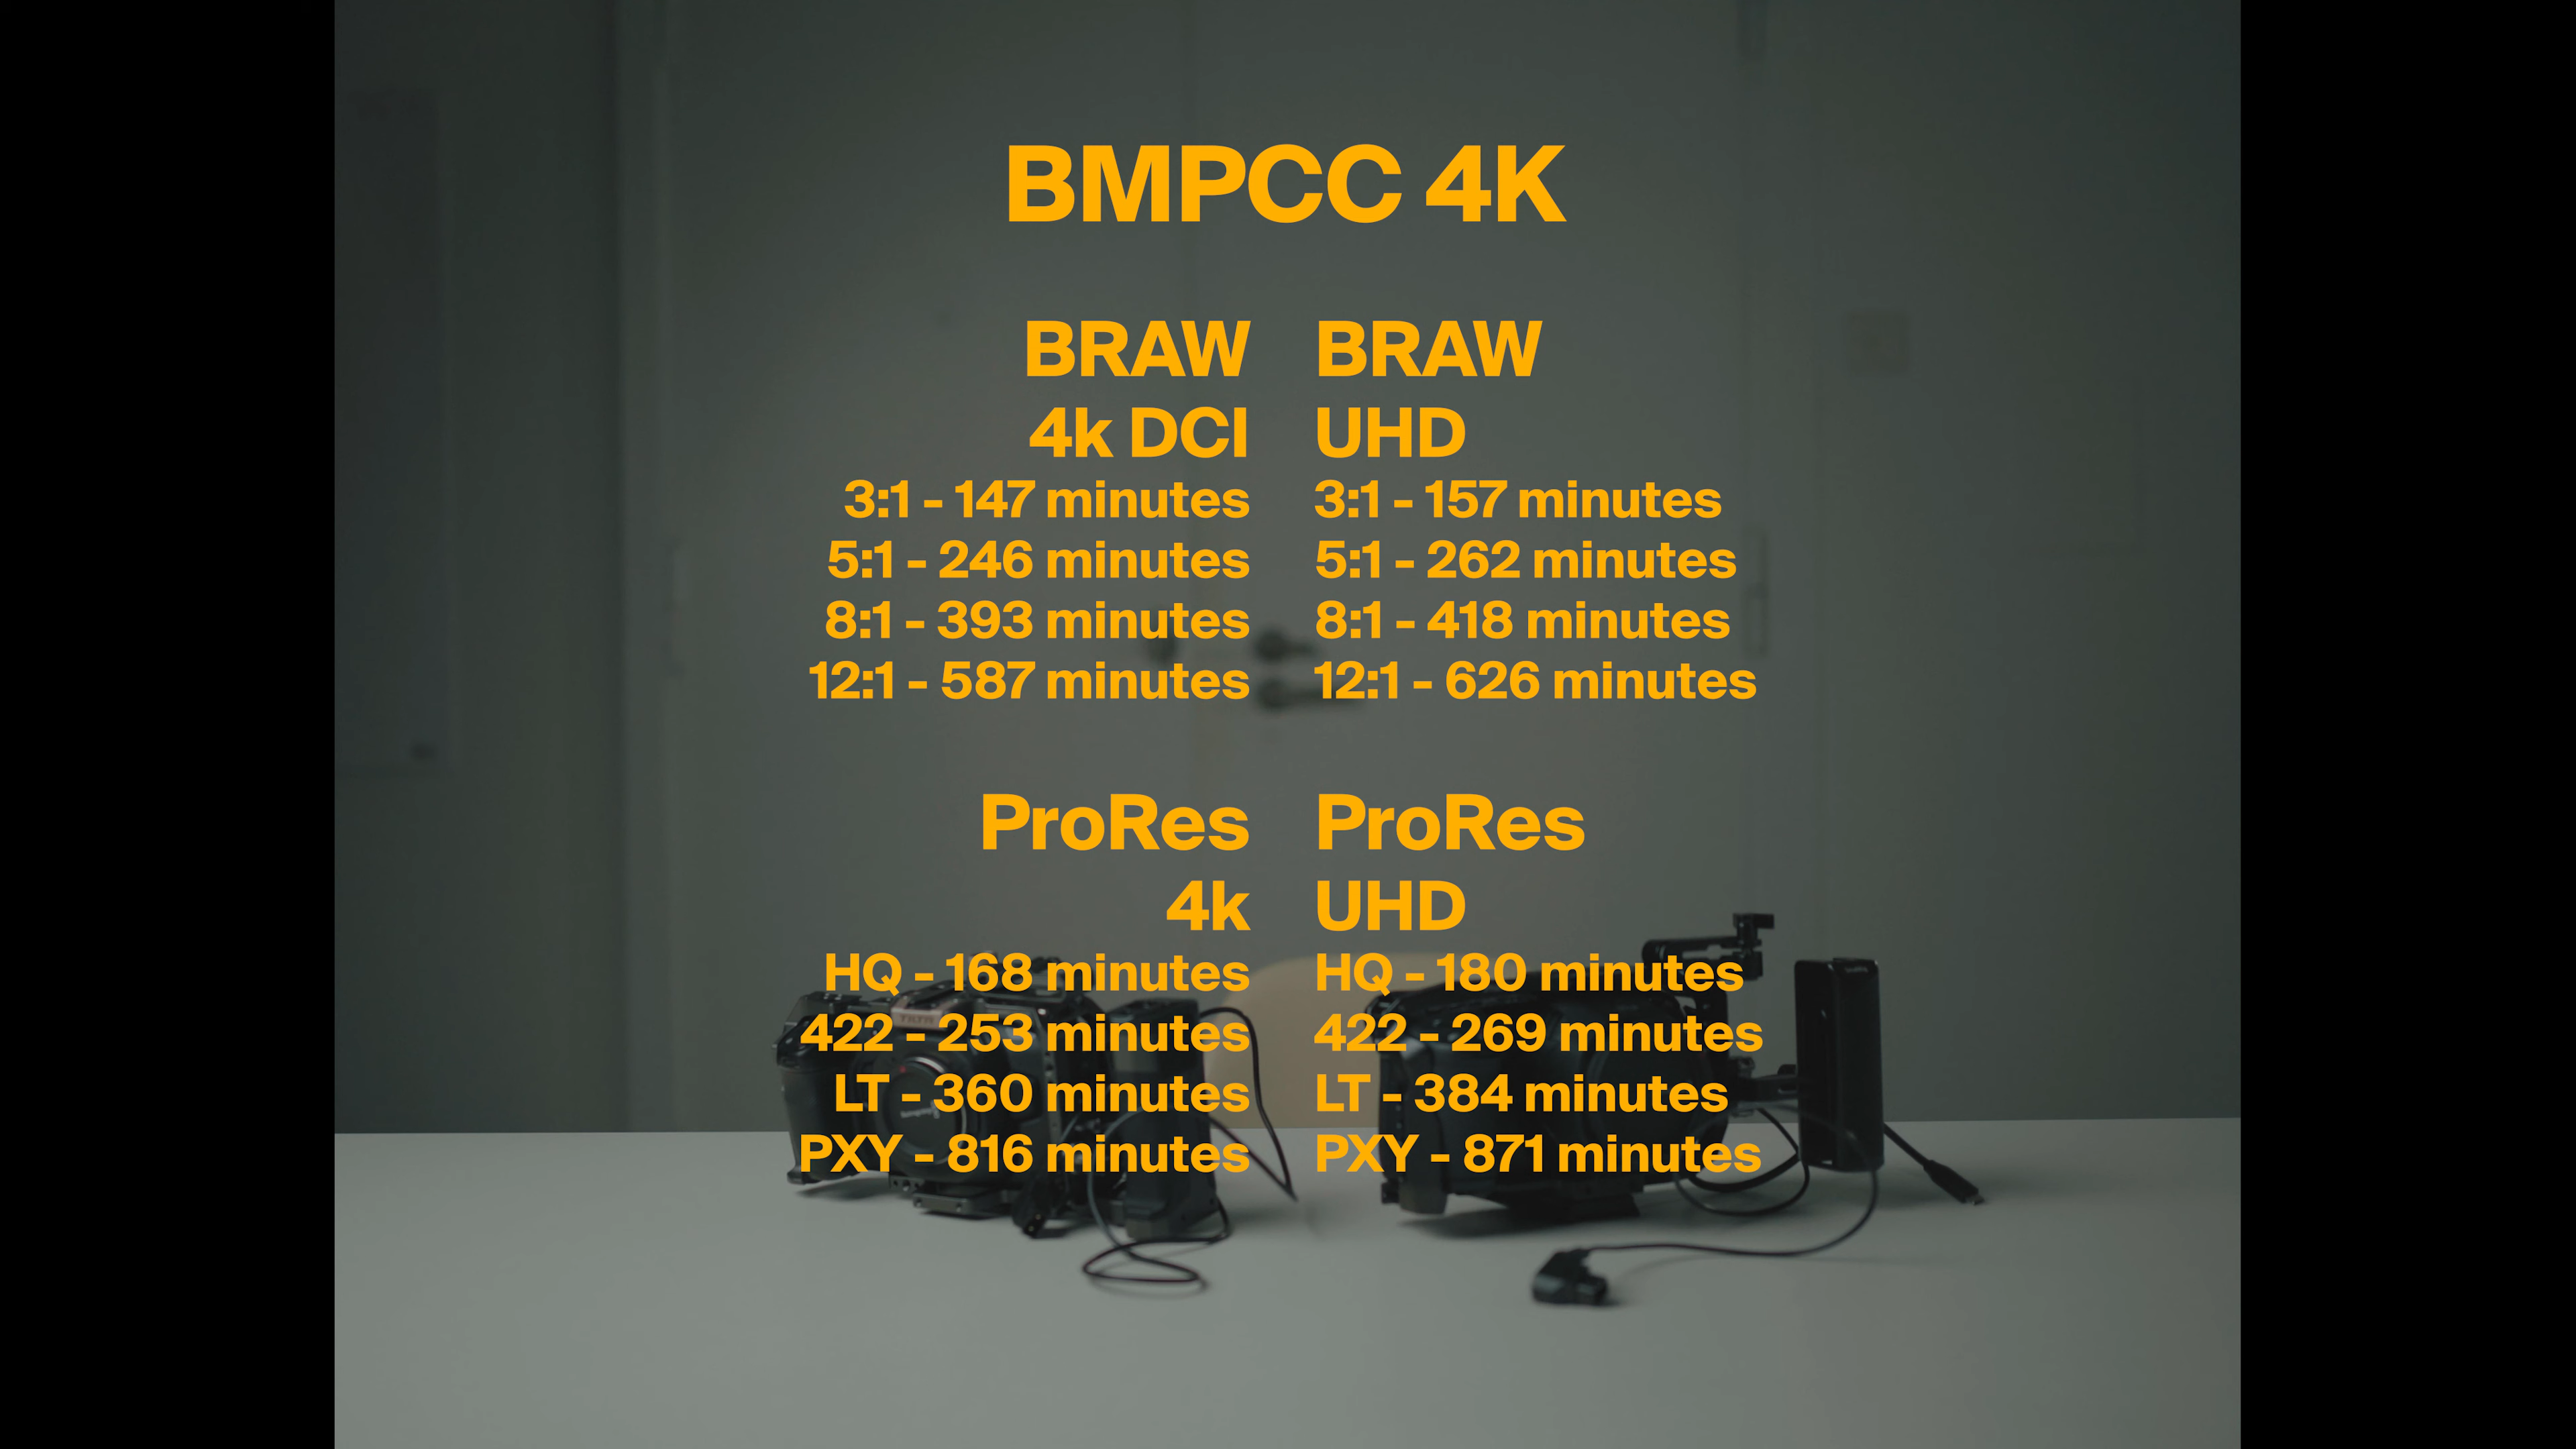 BMPCC 4K
BRAW
4k DCI
3:1 - 147 minutes
5:1 - 246 minutes
8:1 - 393 minutes
12:1 - 587 minutes
BRAW
UHD
3:1 - 157 minutes
5:1 - 262 minutes
8:1 - 418 minutes
12:1 - 626 minutes
ProRes
4k
HQ - 168 minutes
422 - 253 minutes
LT - 360 minutes
PXY - 816 minutes
ProRes
UHD
HQ - 180 minutes
422 - 269 minutes
LT - 384 minutes
PXY - 871 minutes